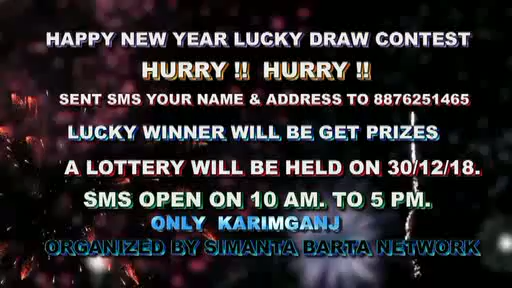 HAPPY NEW YEAR LUCKY DRAW CONTEST
HURRY !! HURRY !!
SENT SMS YOUR NAME & ADDRESS TO 8876251465
LUCKY WINNER WILL BE GET PRIZES
A LOTTERY WILL BE HELD ON 30/12/18.
SMS OPEN ON 10 AM. TO 5 PM.
ONLY KARIMGANJ
ORGANIZED BY SIMANTA BARTA NETWORK